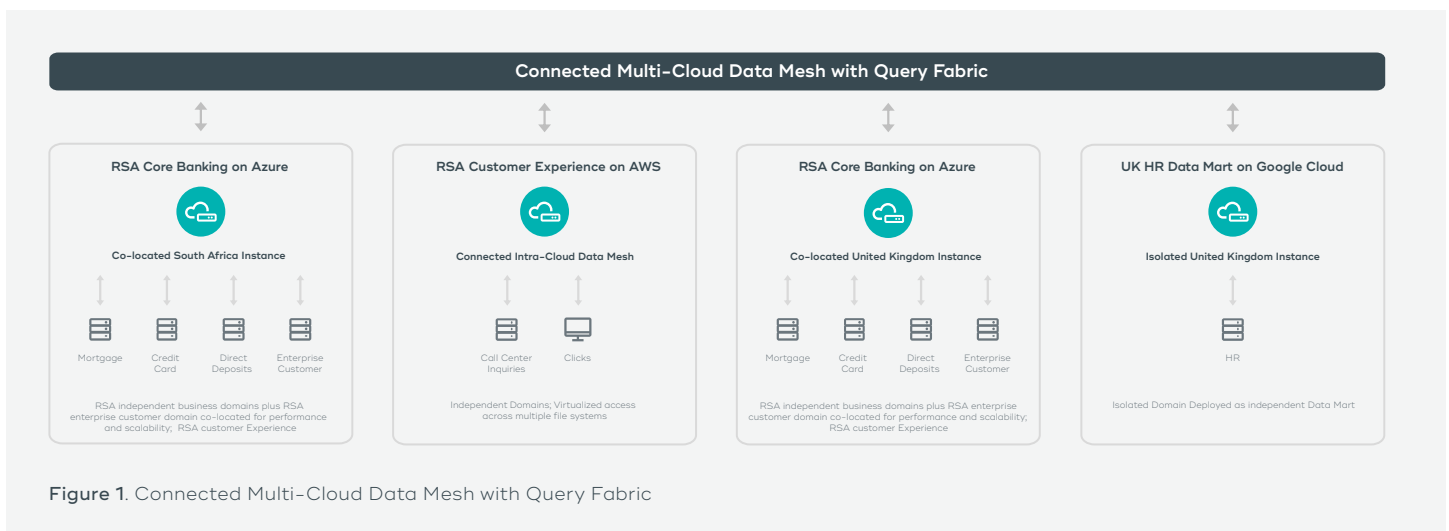 Connected Multi-Cloud Data Mesh with Query Fabric
RSA Core Banking on Azure
Co-located South Africa Instance
Mortgage
Credit
Card
Direct
Deposits
Enterprise
Customer
RSA independent business domains plus RSA
enterprise customer domain co-located for performance
and scalability; RSA customer Experience
RSA Customer Experience on AWS
Connected Intra-Cloud Data Mesh
Call Center
Inquiries
Clicks
Independent Domains; Virtualized access
across multiple file systems
RSA Core Banking on Azure
Co-located United Kingdom Instance
Mortgage
Credit
Card
Direct
Deposits
Enterprise
Customer
RSA independent business domains plus RSA enterprise
customer domain co-located for performance and scalability;
RSA customer Experience
UK HR Data Mart on Google Cloud
Isolated United Kingdom Instance
HR
Isolated Domain Deployed as independent Data Mart
Figure 1. Connected Multi-Cloud Data Mesh with Query Fabric